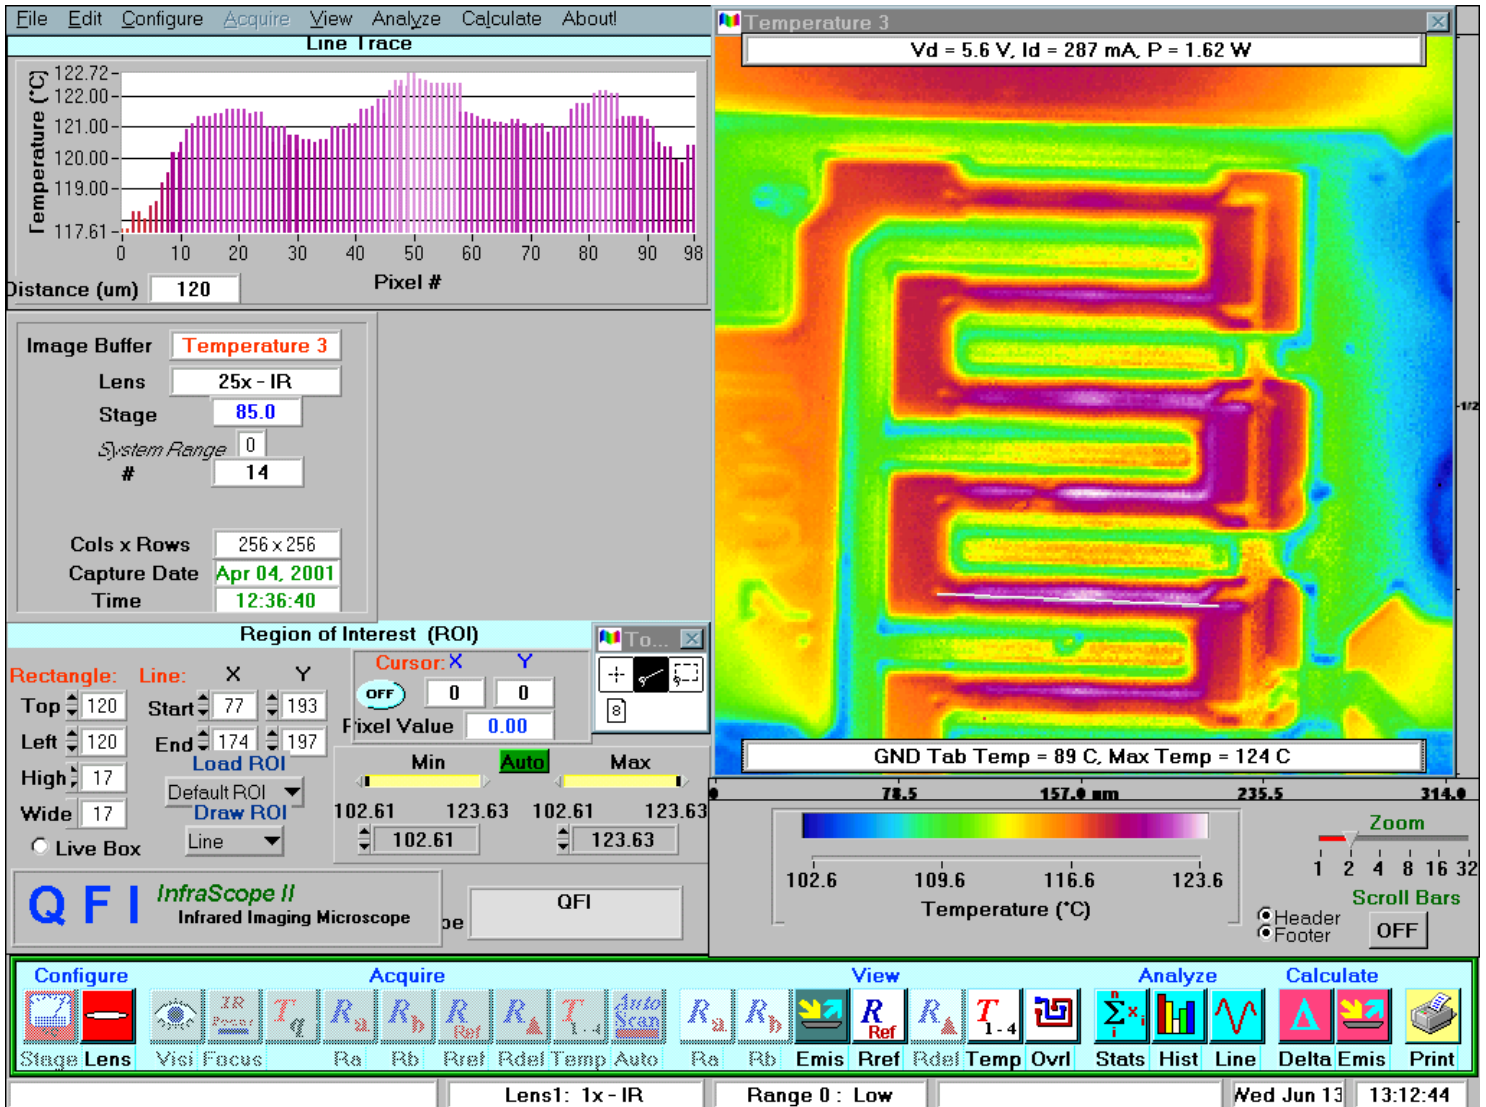 File Edit Configure Acquire View Analyze Calculate About!
Line Trace
Temperature (°C)
122.72
122.00
121.00
120.00
119.00
117.61
0 10 20 30 40 50 60 70 80 90 98
Pixel #
Distance (um) 120
Image Buffer Temperature 3
Lens 25x - IR
Stage 85.0
System Range 0
# 14
Cols x Rows 256 x 256
Capture Date Apr 04, 2001
Time 12:36:40
Region of Interest (ROI)
Rectangle: Line: X Y
Top 120 Start 77 193
Left 120 End 174 197
High 17
Wide 17
Load ROI
Default ROI
Draw ROI
Line
Live Box
Cursor: X Y
OFF 0 0
Pixel Value 0.00
To...
8
Min Auto Max
102.61 123.63 102.61 123.63
102.61 123.63
QFI InfraScope II
Infrared Imaging Microscope
pe QFI
Temperature 3
Vd = 5.6 V, Id = 287 mA, P = 1.62 W
1/2
GND Tab Temp = 89 C, Max Temp = 124 C
0 78.5 157.0 um 235.5 314.0
102.6 109.6 116.6 123.6
Temperature (°C)
Zoom
1 2 4 8 16 32
Scroll Bars
Header
Footer
OFF
Configure Acquire View Analyze Calculate
Stage Lens Visi Focus Ra Rb Rref Rdel Temp Auto Ra Rb Emis Rref Rdel Temp Ovrl Stats Hist Line Delta Emis Print
Lens1: 1x - IR Range 0 : Low Wed Jun 13 13:12:44